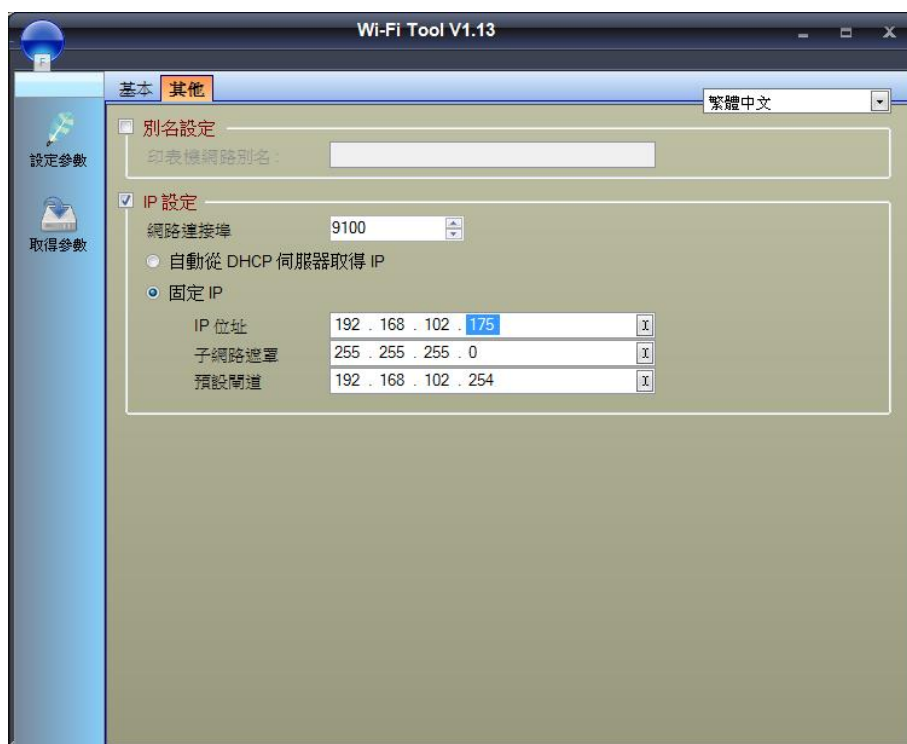 Wi-Fi Tool V1.13
F
基本 其他
繁體中文
設定參數
取得參數
別名設定
印表機網路別名：
IP 設定
網路連接埠 9100
自動從 DHCP 伺服器取得 IP
固定 IP
IP 位址 192 . 168 . 102 . 175
子網路遮罩 255 . 255 . 255 . 0
預設閘道 192 . 168 . 102 . 254